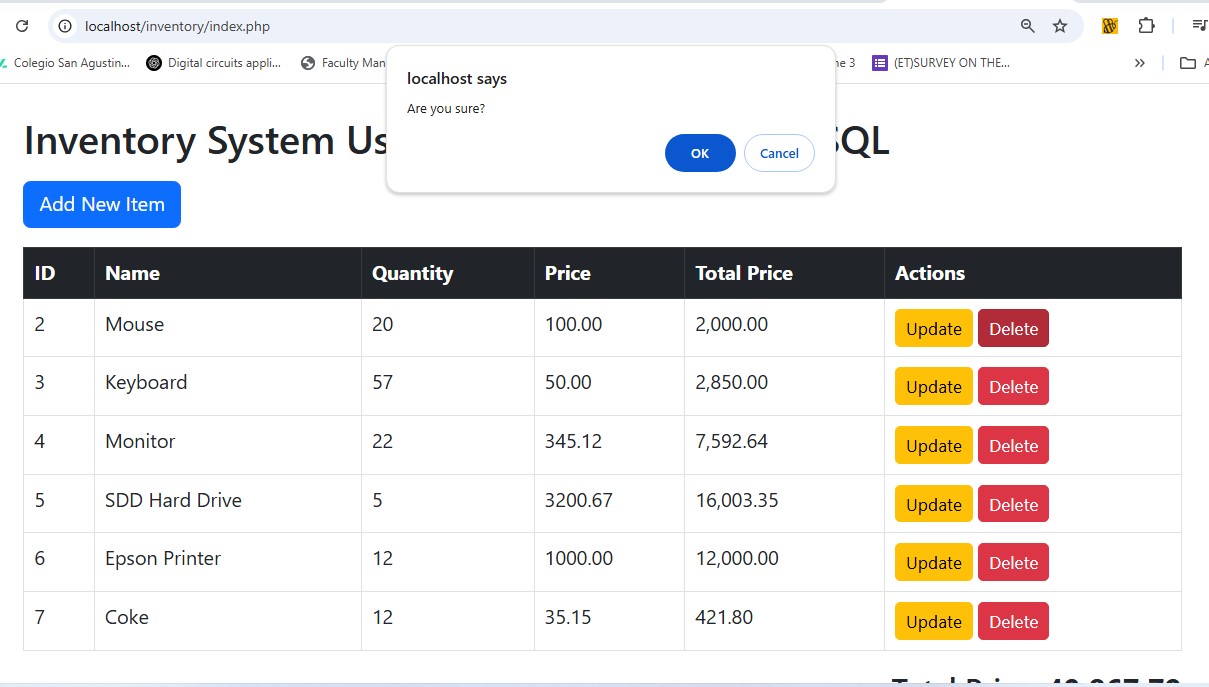 localhost/inventory/index.php
Colegio San Agustin... Digital circuits appli... Faculty Man (ET)SURVEY ON THE...
localhost says
Are you sure?
OK Cancel
Inventory System Us SQL
Add New Item
ID Name Quantity Price Total Price Actions
2 Mouse 20 100.00 2,000.00 Update Delete
3 Keyboard 57 50.00 2,850.00 Update Delete
4 Monitor 22 345.12 7,592.64 Update Delete
5 SDD Hard Drive 5 3200.67 16,003.35 Update Delete
6 Epson Printer 12 1000.00 12,000.00 Update Delete
7 Coke 12 35.15 421.80 Update Delete